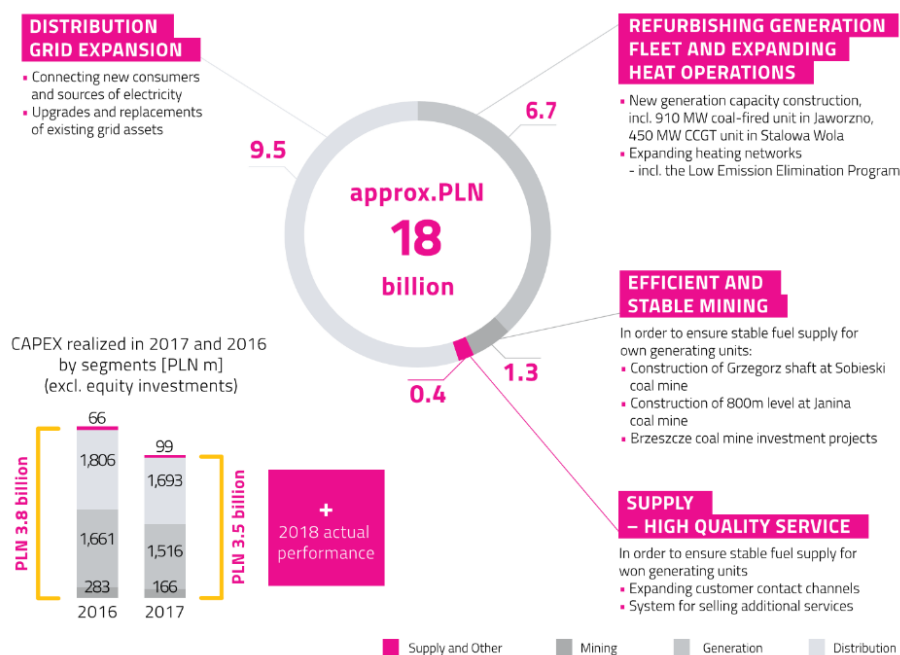 DISTRIBUTION
GRID EXPANSION
▪ Connecting new consumers
and sources of electricity
▪ Upgrades and replacements
of existing grid assets
REFURBISHING GENERATION
FLEET AND EXPANDING
HEAT OPERATIONS
▪ New generation capacity construction,
incl. 910 MW coal-fired unit in Jaworzno,
450 MW CCGT unit in Stalowa Wola
▪ Expanding heating networks
- incl. the Low Emission Elimination Program
9.5
6.7
approx.PLN
18
billion
1.3
0.4
EFFICIENT AND
STABLE MINING
In order to ensure stable fuel supply for
own generating units:
▪ Construction of Grzegorz shaft at Sobieski
coal mine
▪ Construction of 800m level at Janina
coal mine
▪ Brzeszcze coal mine investment projects
CAPEX realized in 2017 and 2016
by segments [PLN m]
(excl. equity investments)
PLN 3.8 billion
66
1,806
1,661
283
2016
99
1,693
1,516
166
2017
PLN 3.5 billion
+
2018 actual
performance
SUPPLY
– HIGH QUALITY SERVICE
In order to ensure stable fuel supply for
won generating units
▪ Expanding customer contact channels
▪ System for selling additional services
Supply and Other
Mining
Generation
Distribution